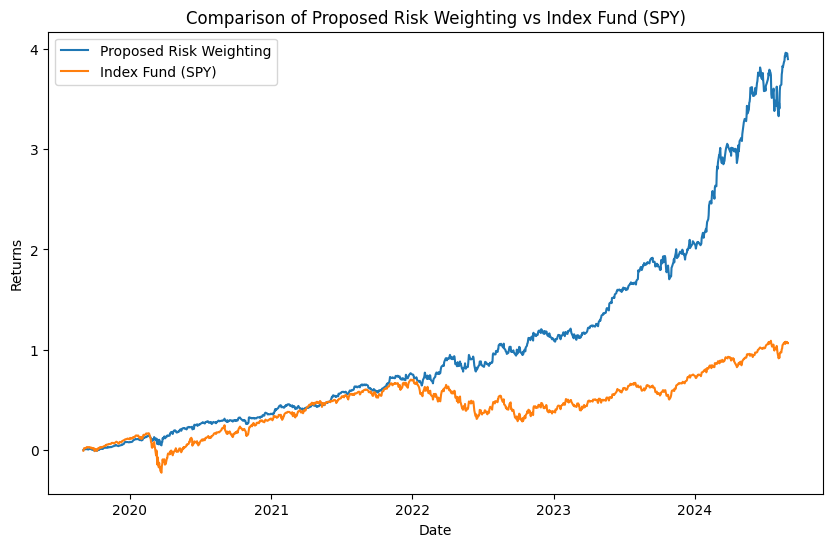 Comparison of Proposed Risk Weighting vs Index Fund (SPY)
Proposed Risk Weighting
Index Fund (SPY)
4
3
2
1
0
Returns
2020 2021 2022 2023 2024
Date